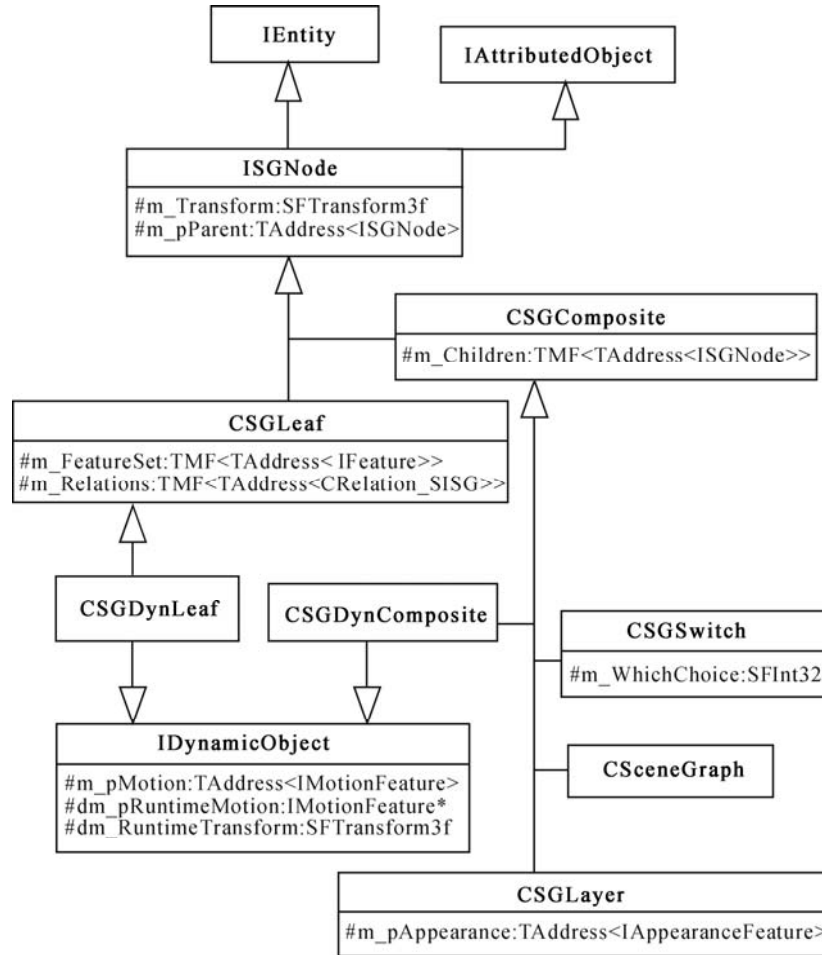 IEntity
IAttributedObject
ISGNode
#m_Transform:SFTransform3f
#m_pParent:TAddress<ISGNode>
CSGComposite
#m_Children:TMF<TAddress<ISGNode>>
CSGLeaf
#m_FeatureSet:TMF<TAddress< IFeature>>
#m_Relations:TMF<TAddress<CRelation_SISG>>
CSGDynLeaf
CSGDynComposite
CSGSwitch
#m_WhichChoice:SFInt32
IDynamicObject
#m_pMotion:TAddress<IMotionFeature>
#dm_pRuntimeMotion:IMotionFeature*
#dm_RuntimeTransform:SFTransform3f
CSceneGraph
CSGLayer
#m_pAppearance:TAddress<IAppearanceFeature>